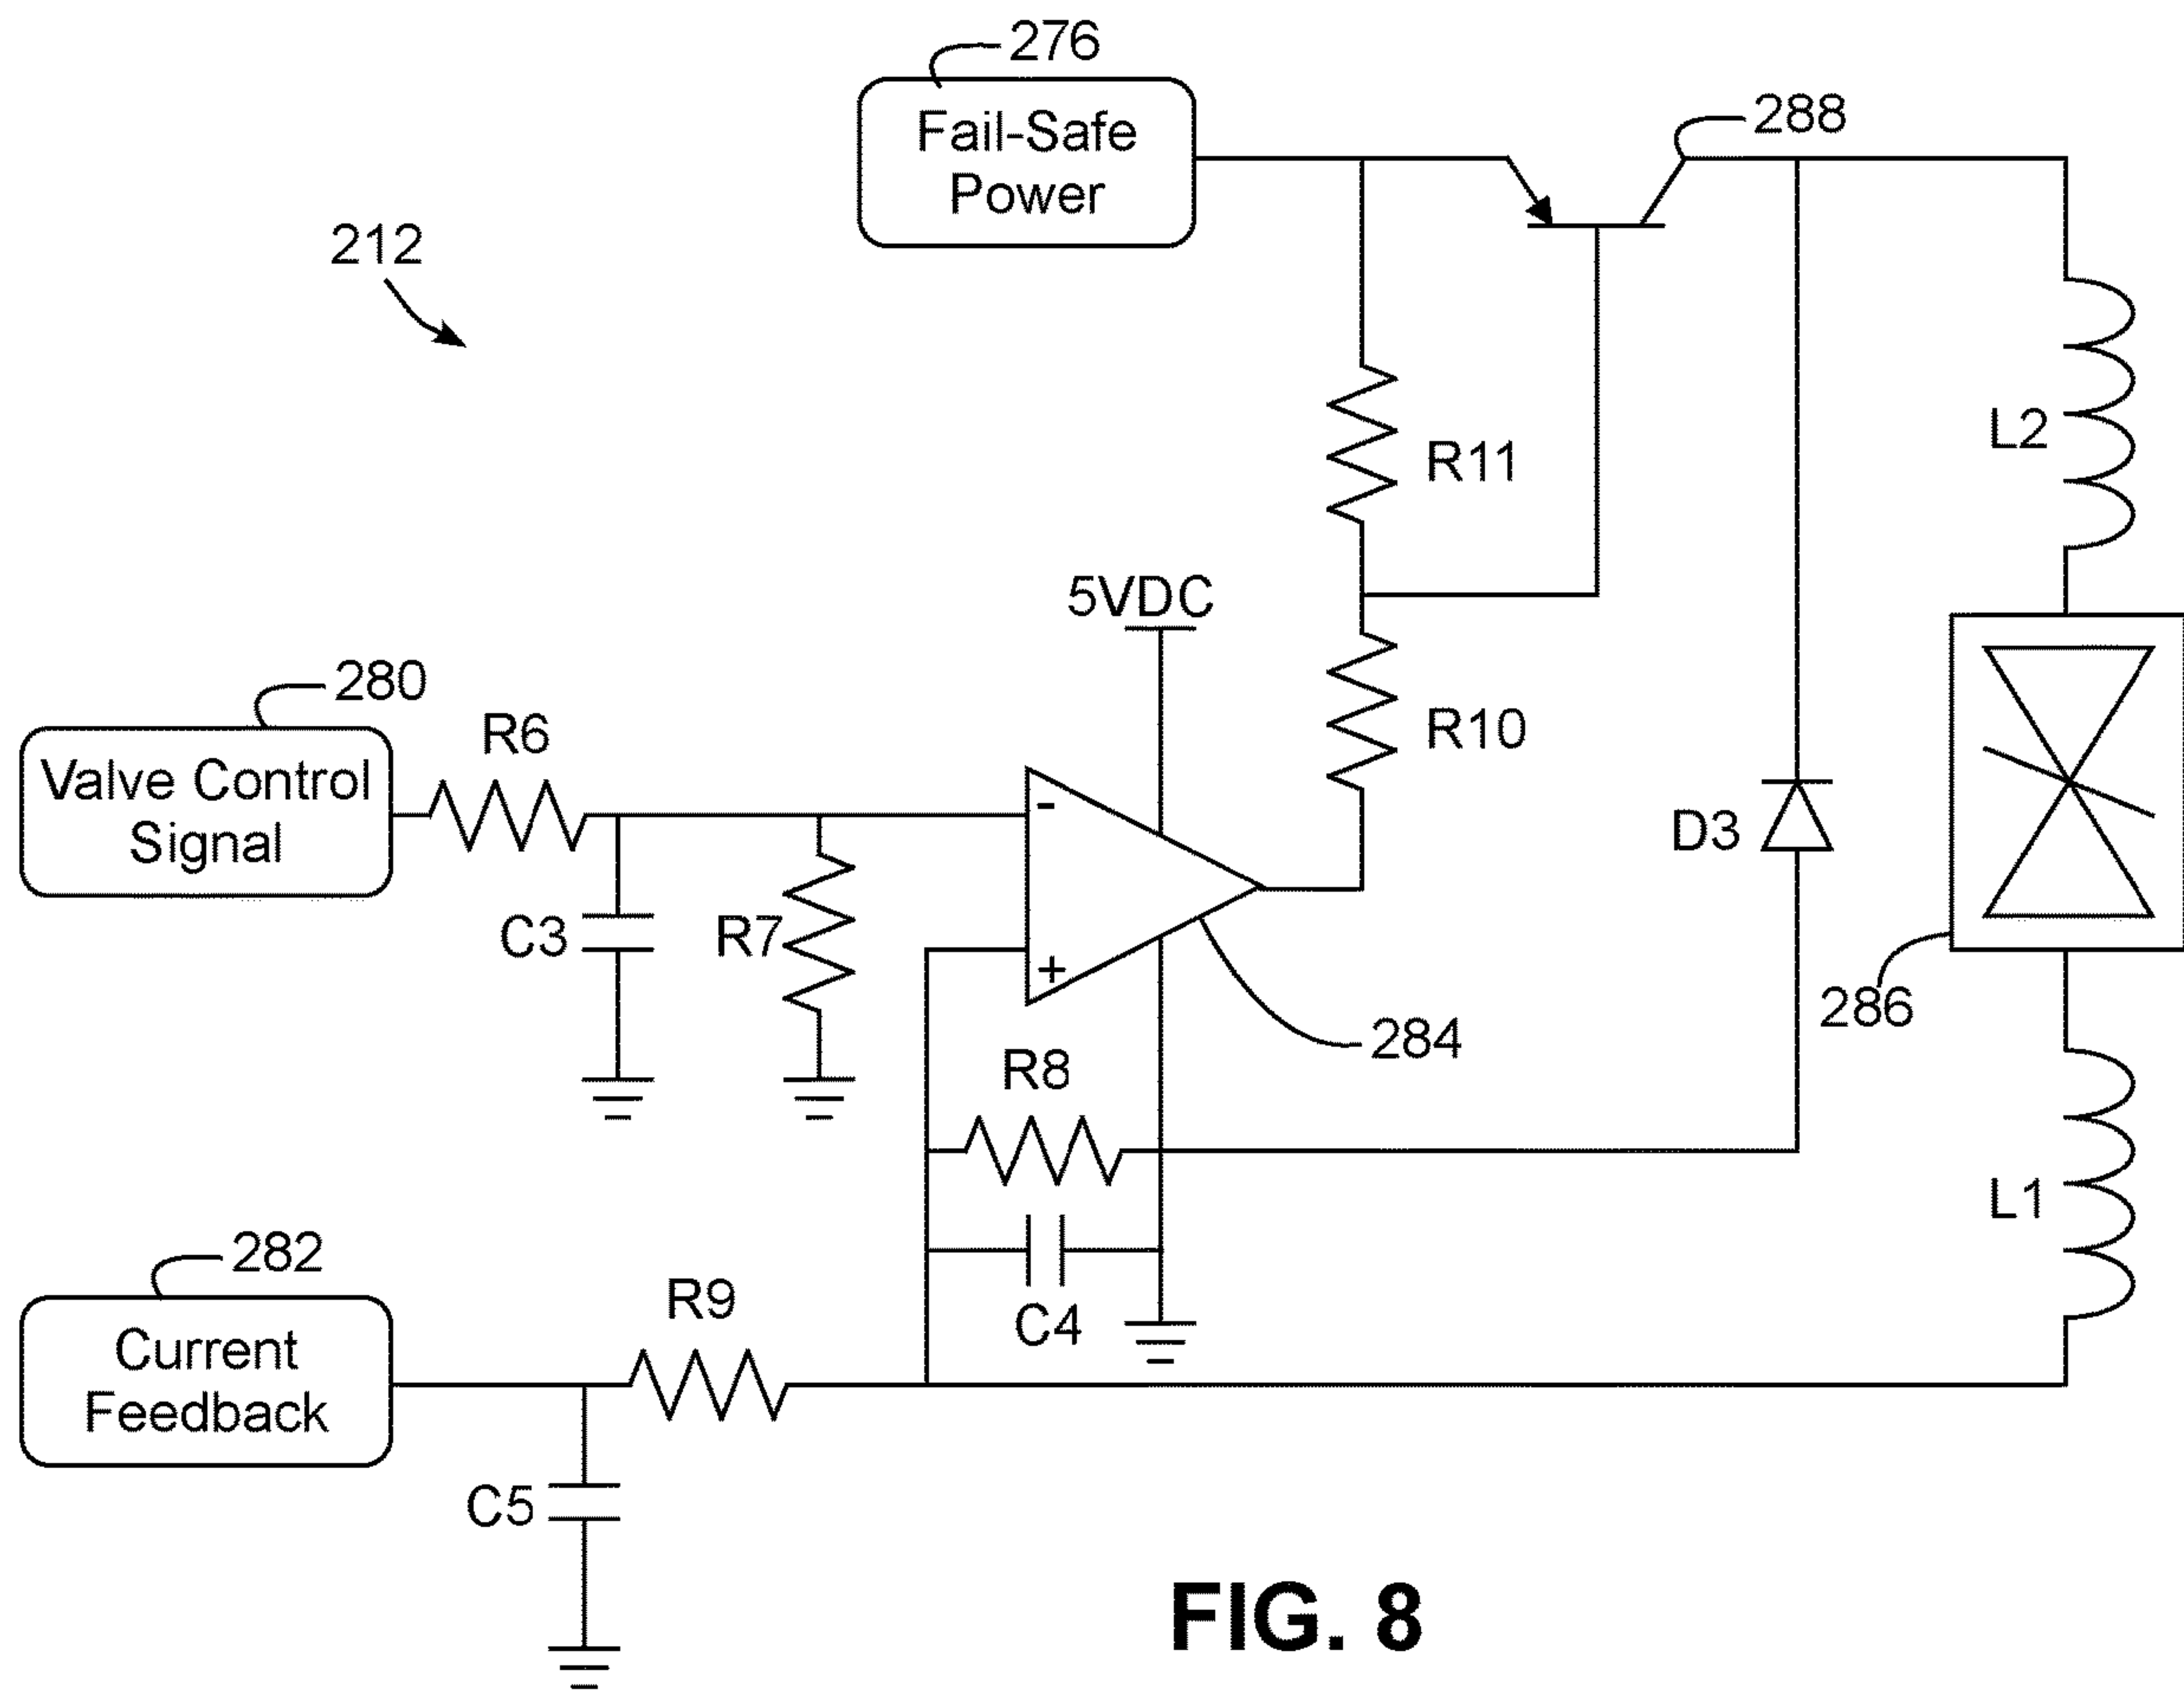 276
Fail-Safe
Power
288
212
R11
L2
5VDC
280
R6
R10
Valve Control
Signal
-
D3
C3
R7
+
286
284
R8
L1
282
R9
C4
Current
Feedback
C5
FIG. 8